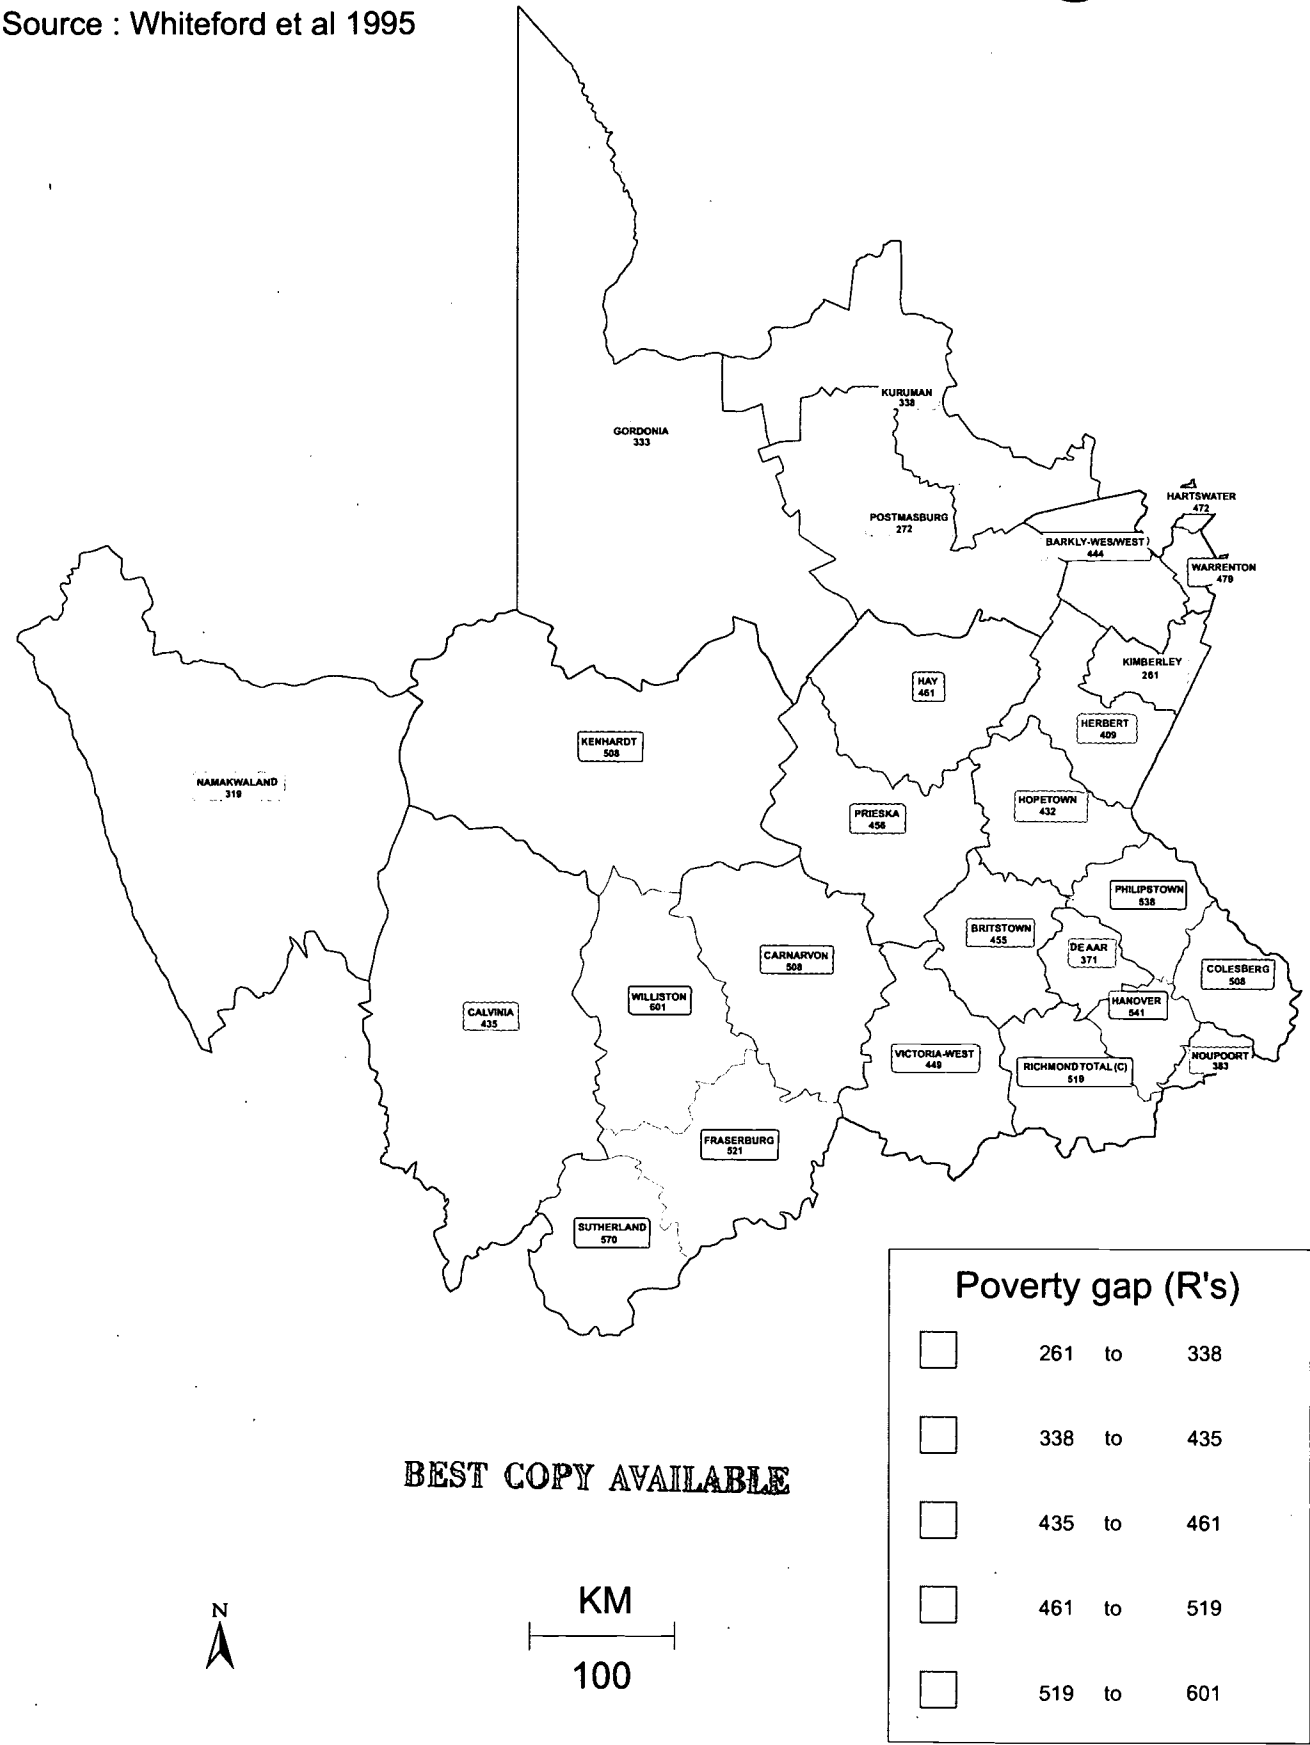 Source : Whiteford et al 1995
KURUMAN
338
GORDONIA
333
HARTSWATER
472
POSTMASBURG
272
BARKLY-WES/WEST)
444
WARRENTON
479
KIMBERLEY
261
HAY
461
HERBERT
409
KENHARDT
508
NAMAKWALAND
319
HOPETOWN
432
PRIESKA
456
PHILIPSTOWN
538
BRITSTOWN
455
DE AAR
371
CARNARVON
508
COLESBERG
508
WILLISTON
601
HANOVER
541
CALVINIA
435
VICTORIA-WEST
449
NOUPOORT
383
RICHMOND TOTAL (C)
519
FRASERBURG
521
SUTHERLAND
570
Poverty gap (R's)
261 to 338
338 to 435
435 to 461
461 to 519
519 to 601
BEST COPY AVAILABLE
N
KM
100